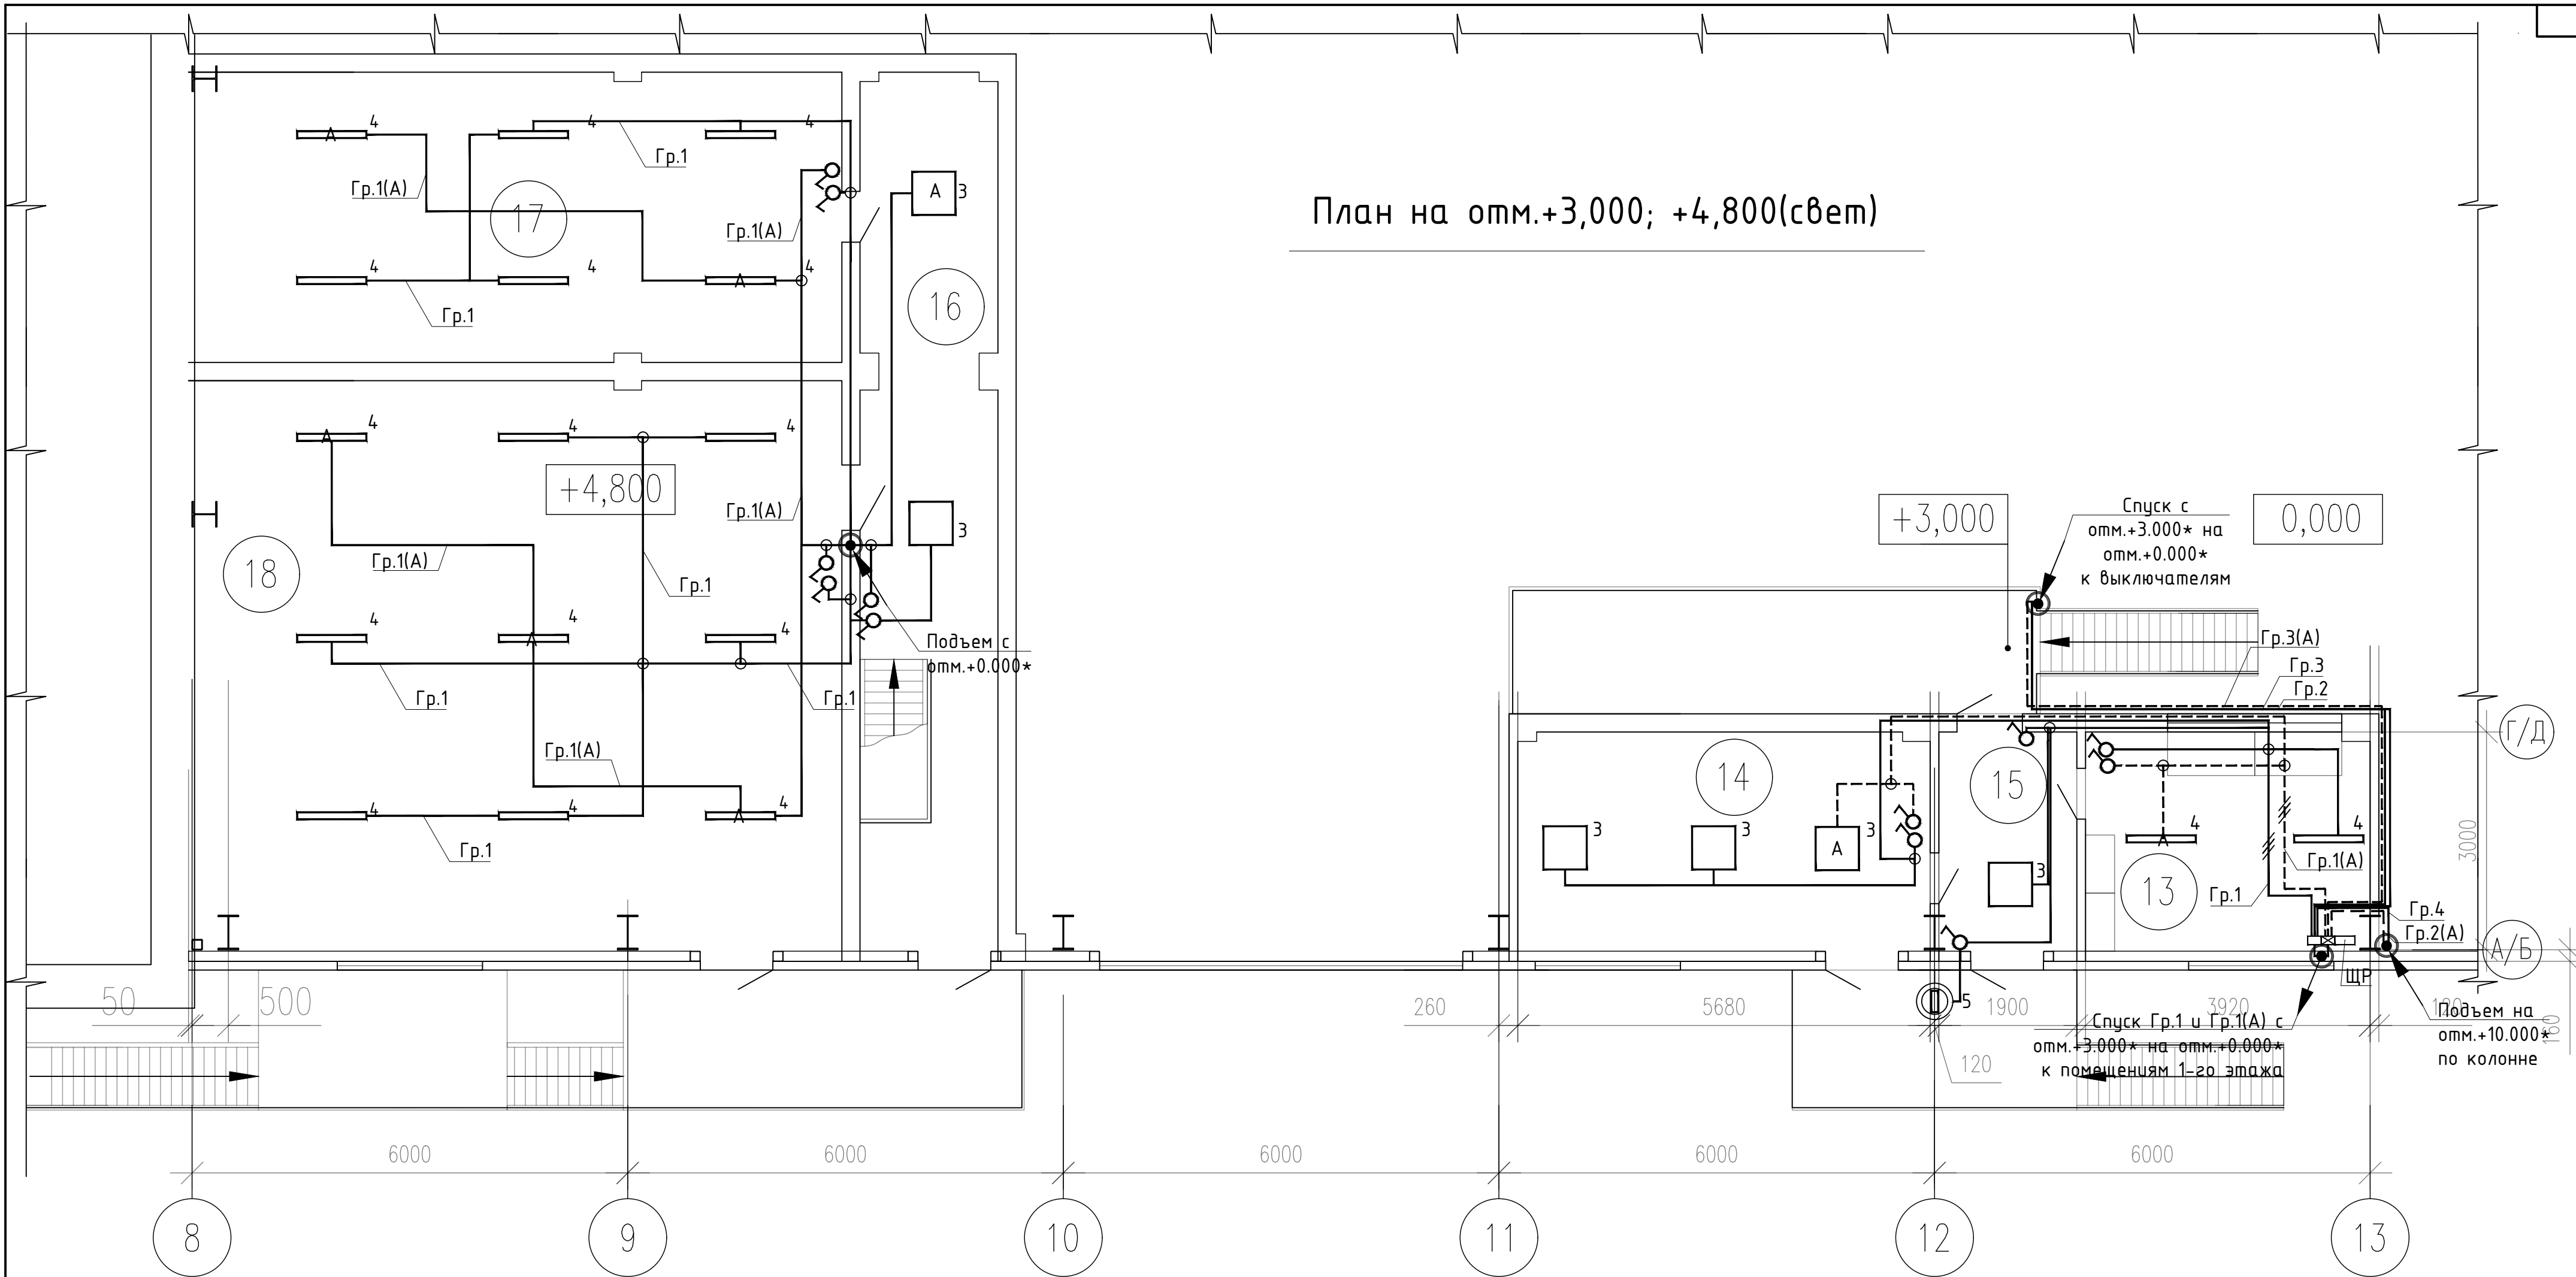 План на отм.+3,000; +4,800(свет)
А
4
4
4
Гр.1
Гр.1(А)
17
Гр.1(А)
А
3
4
4
А
4
Гр.1
16
А
4
4
4
+4,800
Гр.1(А)
3
18
Гр.1(А)
Гр.1
4
А
4
4
Подъем с
отм.+0.000*
Гр.1
Гр.1
Гр.1(А)
4
4
А
4
Гр.1
+3,000
Спуск с
отм.+3.000* на
отм.+0.000*
к выключателям
0,000
Гр.3(А)
Гр.3
Гр.2
Г/Д
14
15
3
3
А
3
3
А
4
4
3000
Гр.1(А)
13
Гр.1
Гр.4
Гр.2(А)
А/Б
ЩР
5
50
500
260
5680
1900
3920
120
160
120
Спуск Гр.1 и Гр.1(А) с
отм.+3.000* на отм.+0.000*
к помещениям 1-го этажа
Подъем на
отм.+10.000*
по колонне
6000
6000
6000
6000
6000
8
9
10
11
12
13